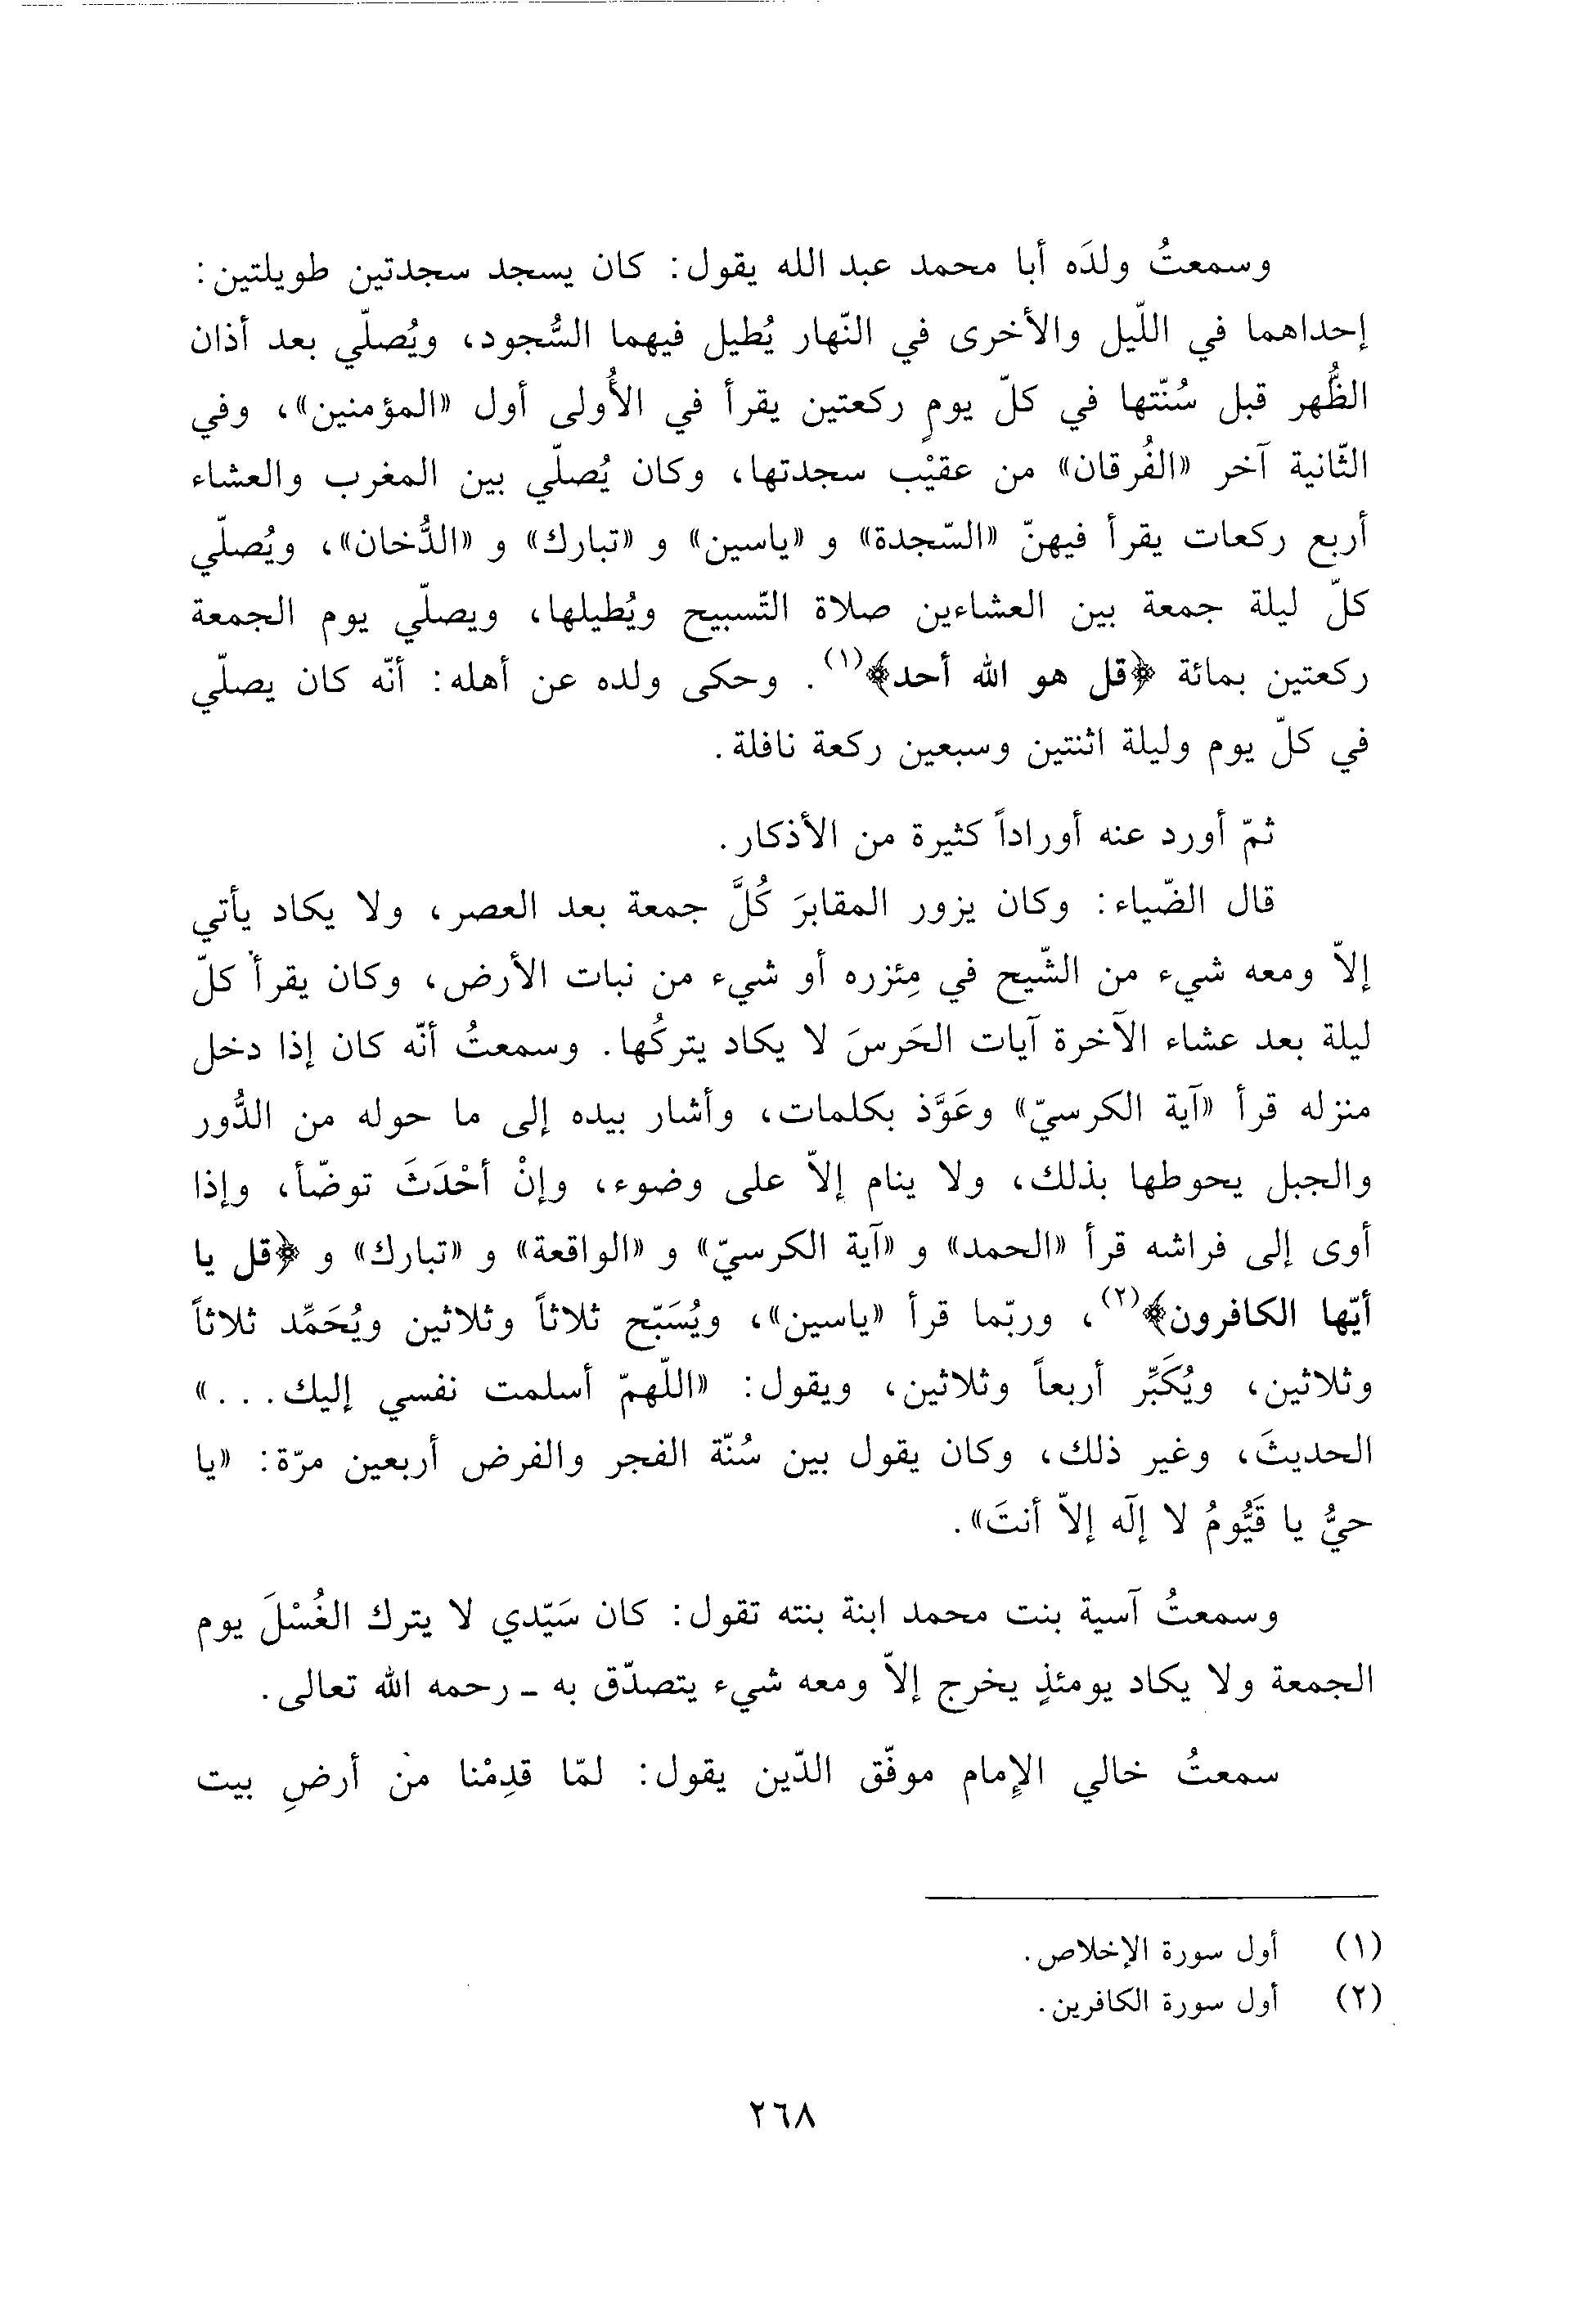 وسمعتُ ولدَه أبا محمد عبد الله يقول: كان يسجد سجدتين طويلتين:
إحداهما في اللّيل والأخرى في النّهار يُطيل فيهما السُّجود، ويُصلّي بعد أذان
الظُّهر قبل سُنّتها في كلّ يومٍ ركعتين يقرأ في الأُولى أول «المؤمنين»، وفي
الثّانية آخر «الفُرقان» من عقيْب سجدتها، وكان يُصلّي بين المغرب والعشاء
أربع ركعات يقرأ فيهنّ «السّجدة» و «ياسين» و «تبارك» و «الدُّخان»، ويُصلّي
كلّ ليلة جمعة بين العشاءين صلاة التّسبيح ويُطيلها، ويصلّي يوم الجمعة
ركعتين بمائة ﴿قل هو الله أحد﴾(١). وحكى ولده عن أهله: أنّه كان يصلّي
في كلّ يوم وليلة اثنتين وسبعين ركعة نافلة.
ثمّ أورد عنه أوراداً كثيرة من الأذكار.
قال الضّياء: وكان يزور المقابرَ كُلَّ جمعة بعد العصر، ولا يكاد يأتي
إلاّ ومعه شيء من الشّيح في مِئزره أو شيء من نبات الأرض، وكان يقرأ كلّ
ليلة بعد عشاء الآخرة آيات الحَرسَ لا يكاد يتركُها. وسمعتُ أنّه كان إذا دخل
منزله قرأ «آية الكرسيّ» وعَوَّذ بكلمات، وأشار بيده إلى ما حوله من الدُّور
والجبل يحوطها بذلك، ولا ينام إلاّ على وضوء، وإنْ أحْدَثَ توضّأ، وإذا
أوى إلى فراشه قرأ «الحمد» و «آية الكرسيّ» و «الواقعة» و «تبارك» و ﴿قل يا
أيّها الكافرون﴾(٢)، وربّما قرأ «ياسين»، ويُسَبّح ثلاثاً وثلاثين ويُحَمِّد ثلاثاً
وثلاثين، ويُكَبِّر أربعاً وثلاثين، ويقول: «اللّهمّ أسلمت نفسي إليك...»
الحديثَ، وغير ذلك، وكان يقول بين سُنّة الفجر والفرض أربعين مرّة: «يا
حيُّ يا قَيُّومُ لا إلَه إلاّ أنتَ».
وسمعتُ آسية بنت محمد ابنة بنته تقول: كان سَيّدي لا يترك الغُسْلَ يوم
الجمعة ولا يكاد يومئذٍ يخرج إلاّ ومعه شيء يتصدّق به ـ رحمه الله تعالى.
سمعتُ خالي الإمام موفّق الدّين يقول: لمّا قدِمْنا من أرضِ بيت
(١) أول سورة الإخلاص.
(٢) أول سورة الكافرين.
٢٦٨